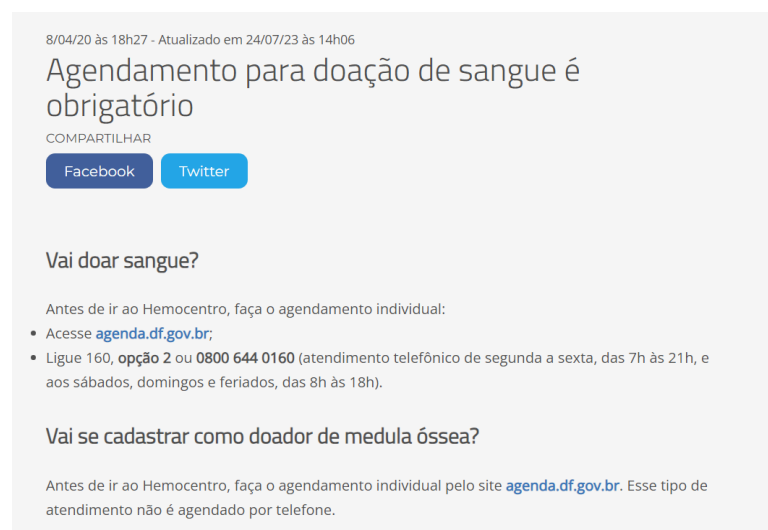 8/04/20 às 18h27 - Atualizado em 24/07/23 às 14h06
Agendamento para doação de sangue é
obrigatório
COMPARTILHAR
Facebook Twitter
Vai doar sangue?
Antes de ir ao Hemocentro, faça o agendamento individual:
• Acesse agenda.df.gov.br;
• Ligue 160, opção 2 ou 0800 644 0160 (atendimento telefônico de segunda a sexta, das 7h às 21h, e
aos sábados, domingos e feriados, das 8h às 18h).
Vai se cadastrar como doador de medula óssea?
Antes de ir ao Hemocentro, faça o agendamento individual pelo site agenda.df.gov.br. Esse tipo de
atendimento não é agendado por telefone.